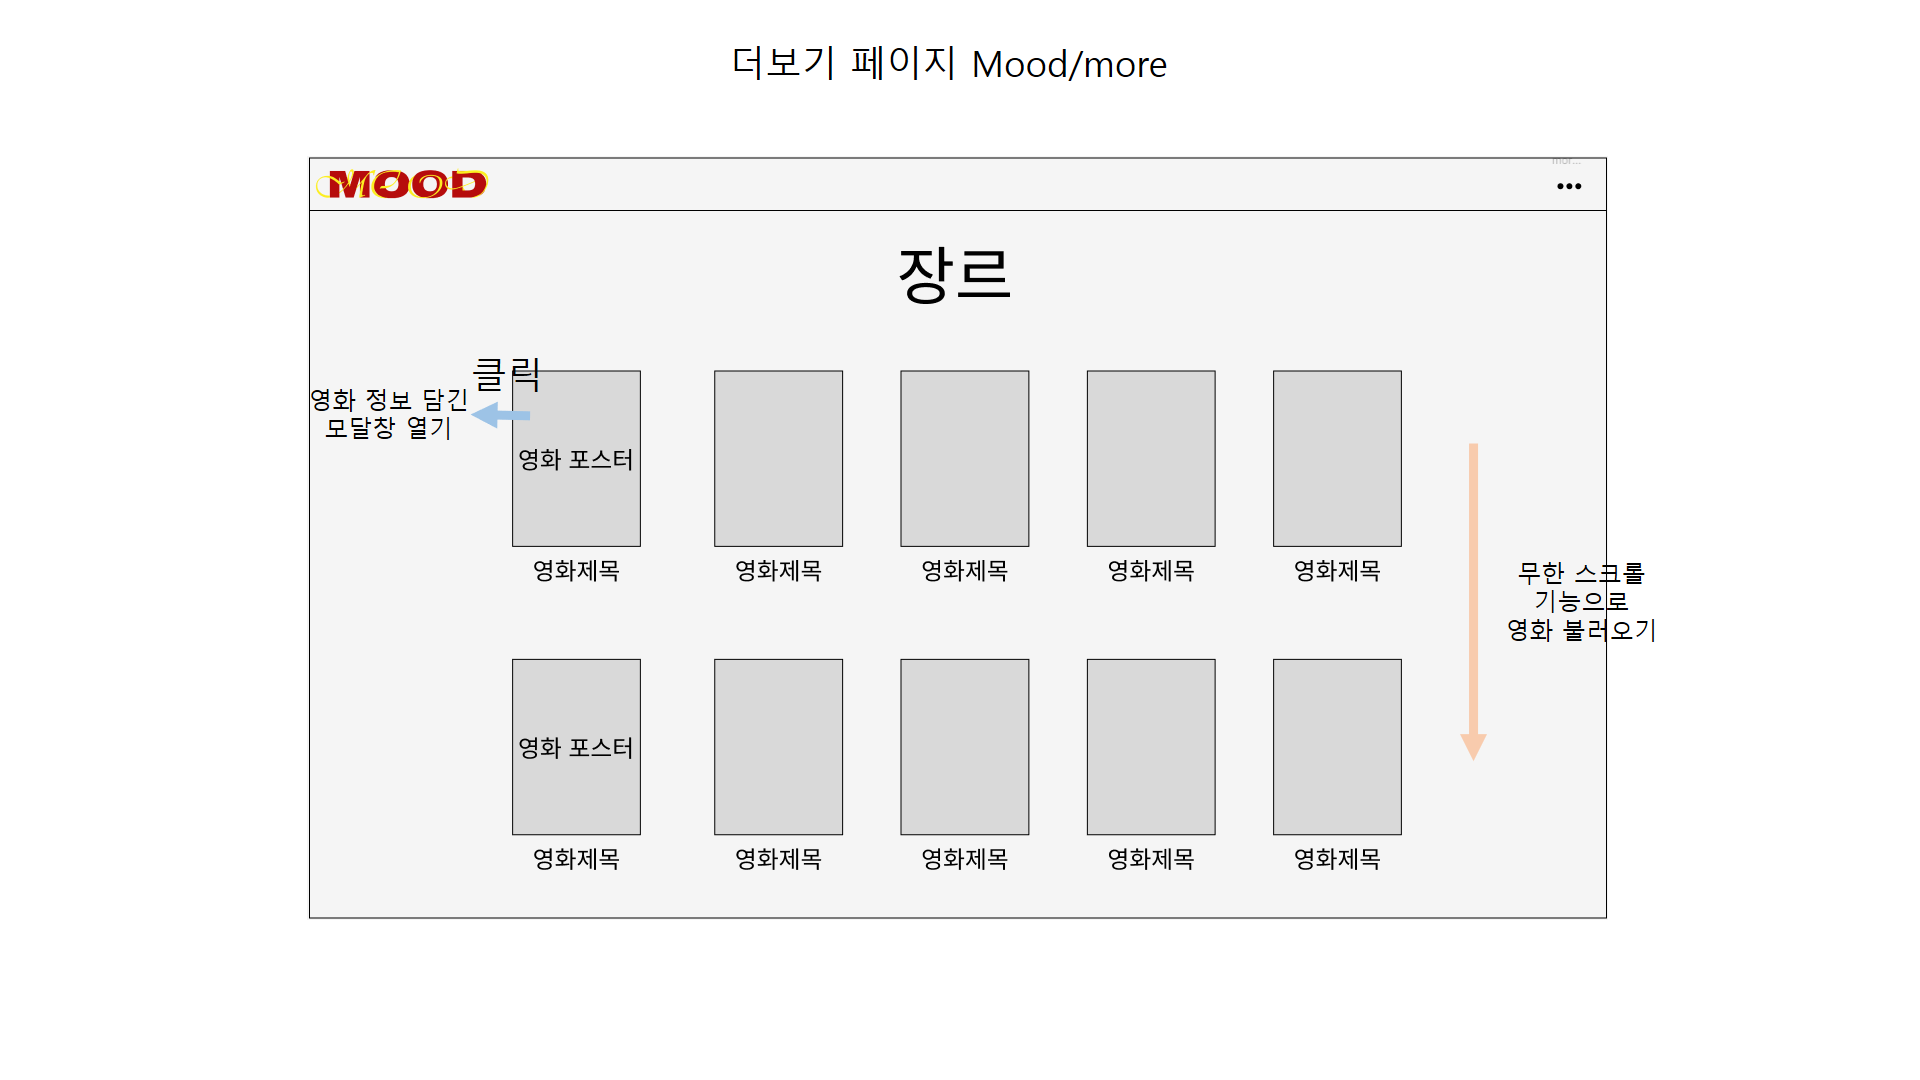 더보기 페이지 Mood/more
MOOD
mor...
장르
클릭
영화 정보 담긴
모달창 열기
영화 포스터
영화제목 영화제목 영화제목 영화제목 영화제목
무한 스크롤
기능으로
영화 불러오기
영화 포스터
영화제목 영화제목 영화제목 영화제목 영화제목